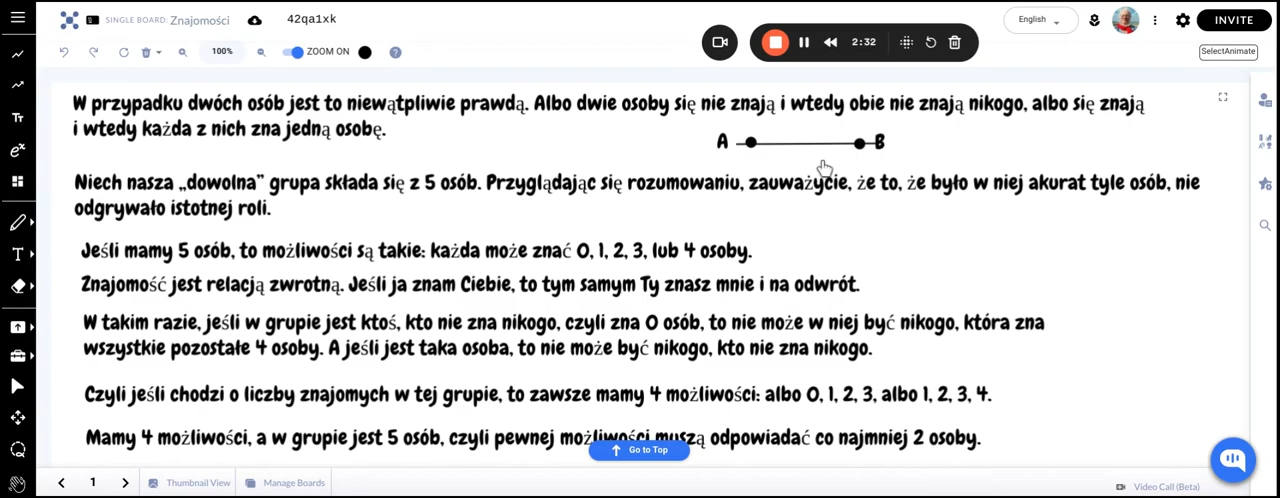 SINGLE BOARD: Znajomości
42qa1xk
English
INVITE
100%
ZOOM ON
2:32
SelectAnimate
W przypadku dwóch osób jest to niewątpliwie prawdą. Albo dwie osoby się nie znają i wtedy obie nie znają nikogo, albo się znają
i wtedy każda z nich zna jedną osobę.
A B
Niech nasza „dowolna” grupa składa się z 5 osób. Przyglądając się rozumowaniu, zauważycie, że to, że było w niej akurat tyle osób, nie
odgrywało istotnej roli.
Jeśli mamy 5 osób, to możliwości są takie: każda może znać 0, 1, 2, 3, lub 4 osoby.
Znajomość jest relacją zwrotną. Jeśli ja znam Ciebie, to tym samym Ty znasz mnie i na odwrót.
W takim razie, jeśli w grupie jest ktoś, kto nie zna nikogo, czyli zna 0 osób, to nie może w niej być nikogo, która zna
wszystkie pozostałe 4 osoby. A jeśli jest taka osoba, to nie może być nikogo, kto nie zna nikogo.
Czyli jeśli chodzi o liczby znajomych w tej grupie, to zawsze mamy 4 możliwości: albo 0, 1, 2, 3, albo 1, 2, 3, 4.
Mamy 4 możliwości, a w grupie jest 5 osób, czyli pewnej możliwości muszą odpowiadać co najmniej 2 osoby.
Go to Top
1
Thumbnail View
Manage Boards
Video Call (Beta)